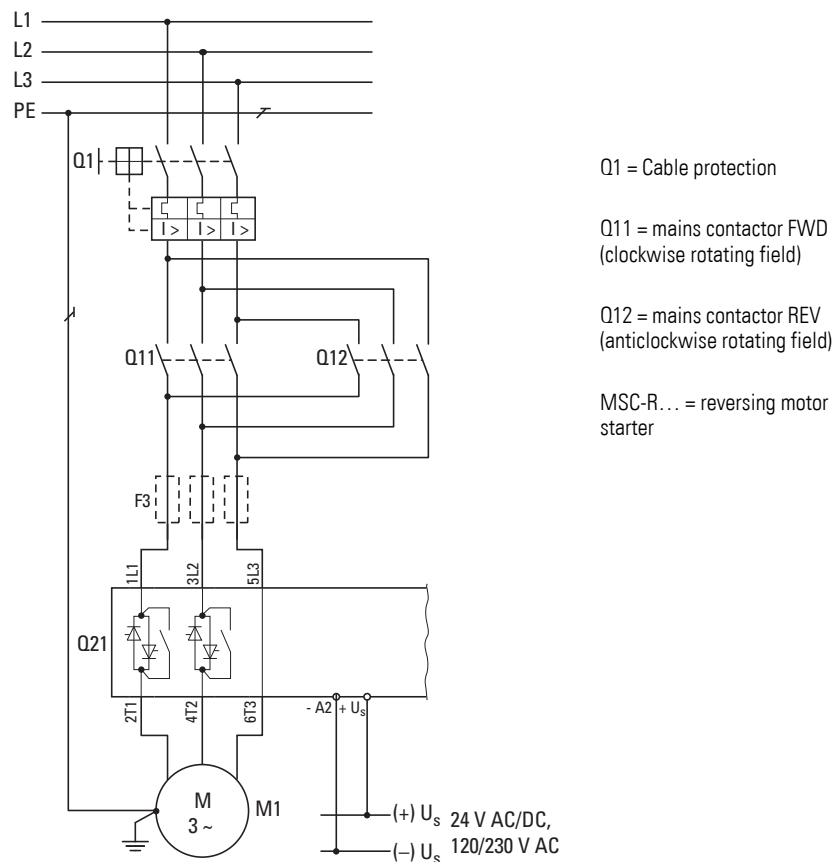 L1
L2
L3
PE
Q1
I > I > I >
Q1 = Cable protection
Q11 = mains contactor FWD
(clockwise rotating field)
Q12 = mains contactor REV
(anticlockwise rotating field)
MSC-R… = reversing motor
starter
Q11
Q12
F3
1L1
3L2
5L3
Q21
2T1
4T2
6T3
- A2 + Us
M
3 ~
M1
(+) Us 24 V AC/DC,
(–) Us 120/230 V AC